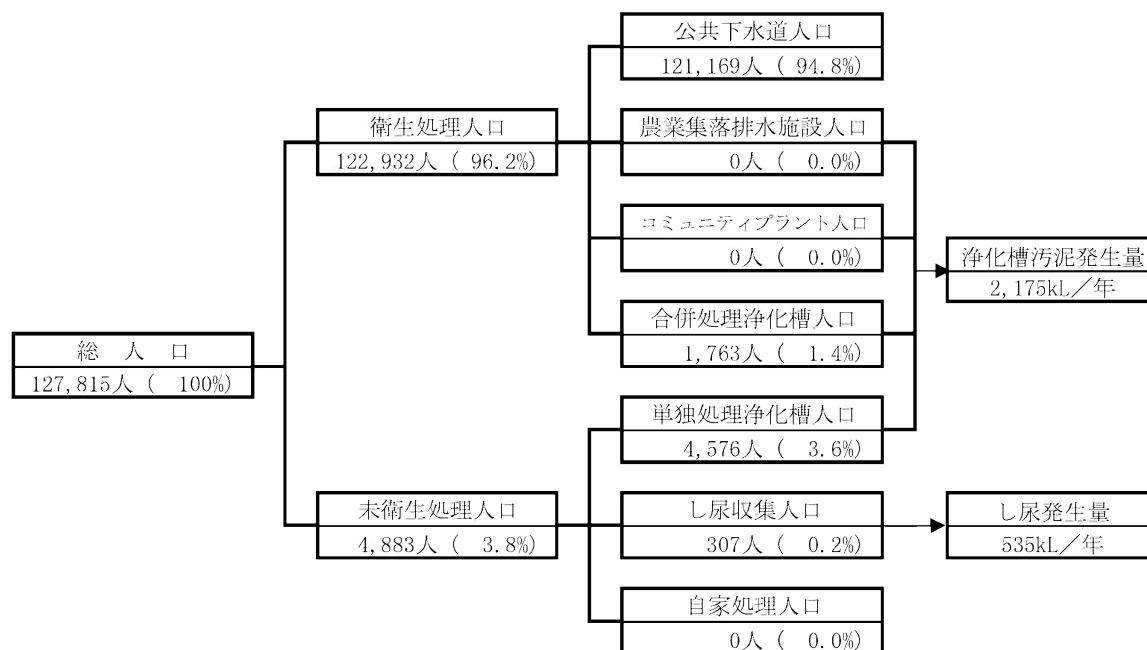 公共下水道人口
121,169人 ( 94.8%)
衛生処理人口
122,932人 ( 96.2%)
農業集落排水施設人口
0人 ( 0.0%)
コミュニティプラント人口
0人 ( 0.0%)
浄化槽汚泥発生量
2,175kL／年
合併処理浄化槽人口
1,763人 ( 1.4%)
総　人　口
127,815人 ( 100%)
単独処理浄化槽人口
4,576人 ( 3.6%)
未衛生処理人口
4,883人 ( 3.8%)
し尿収集人口
307人 ( 0.2%)
し尿発生量
535kL／年
自家処理人口
0人 ( 0.0%)